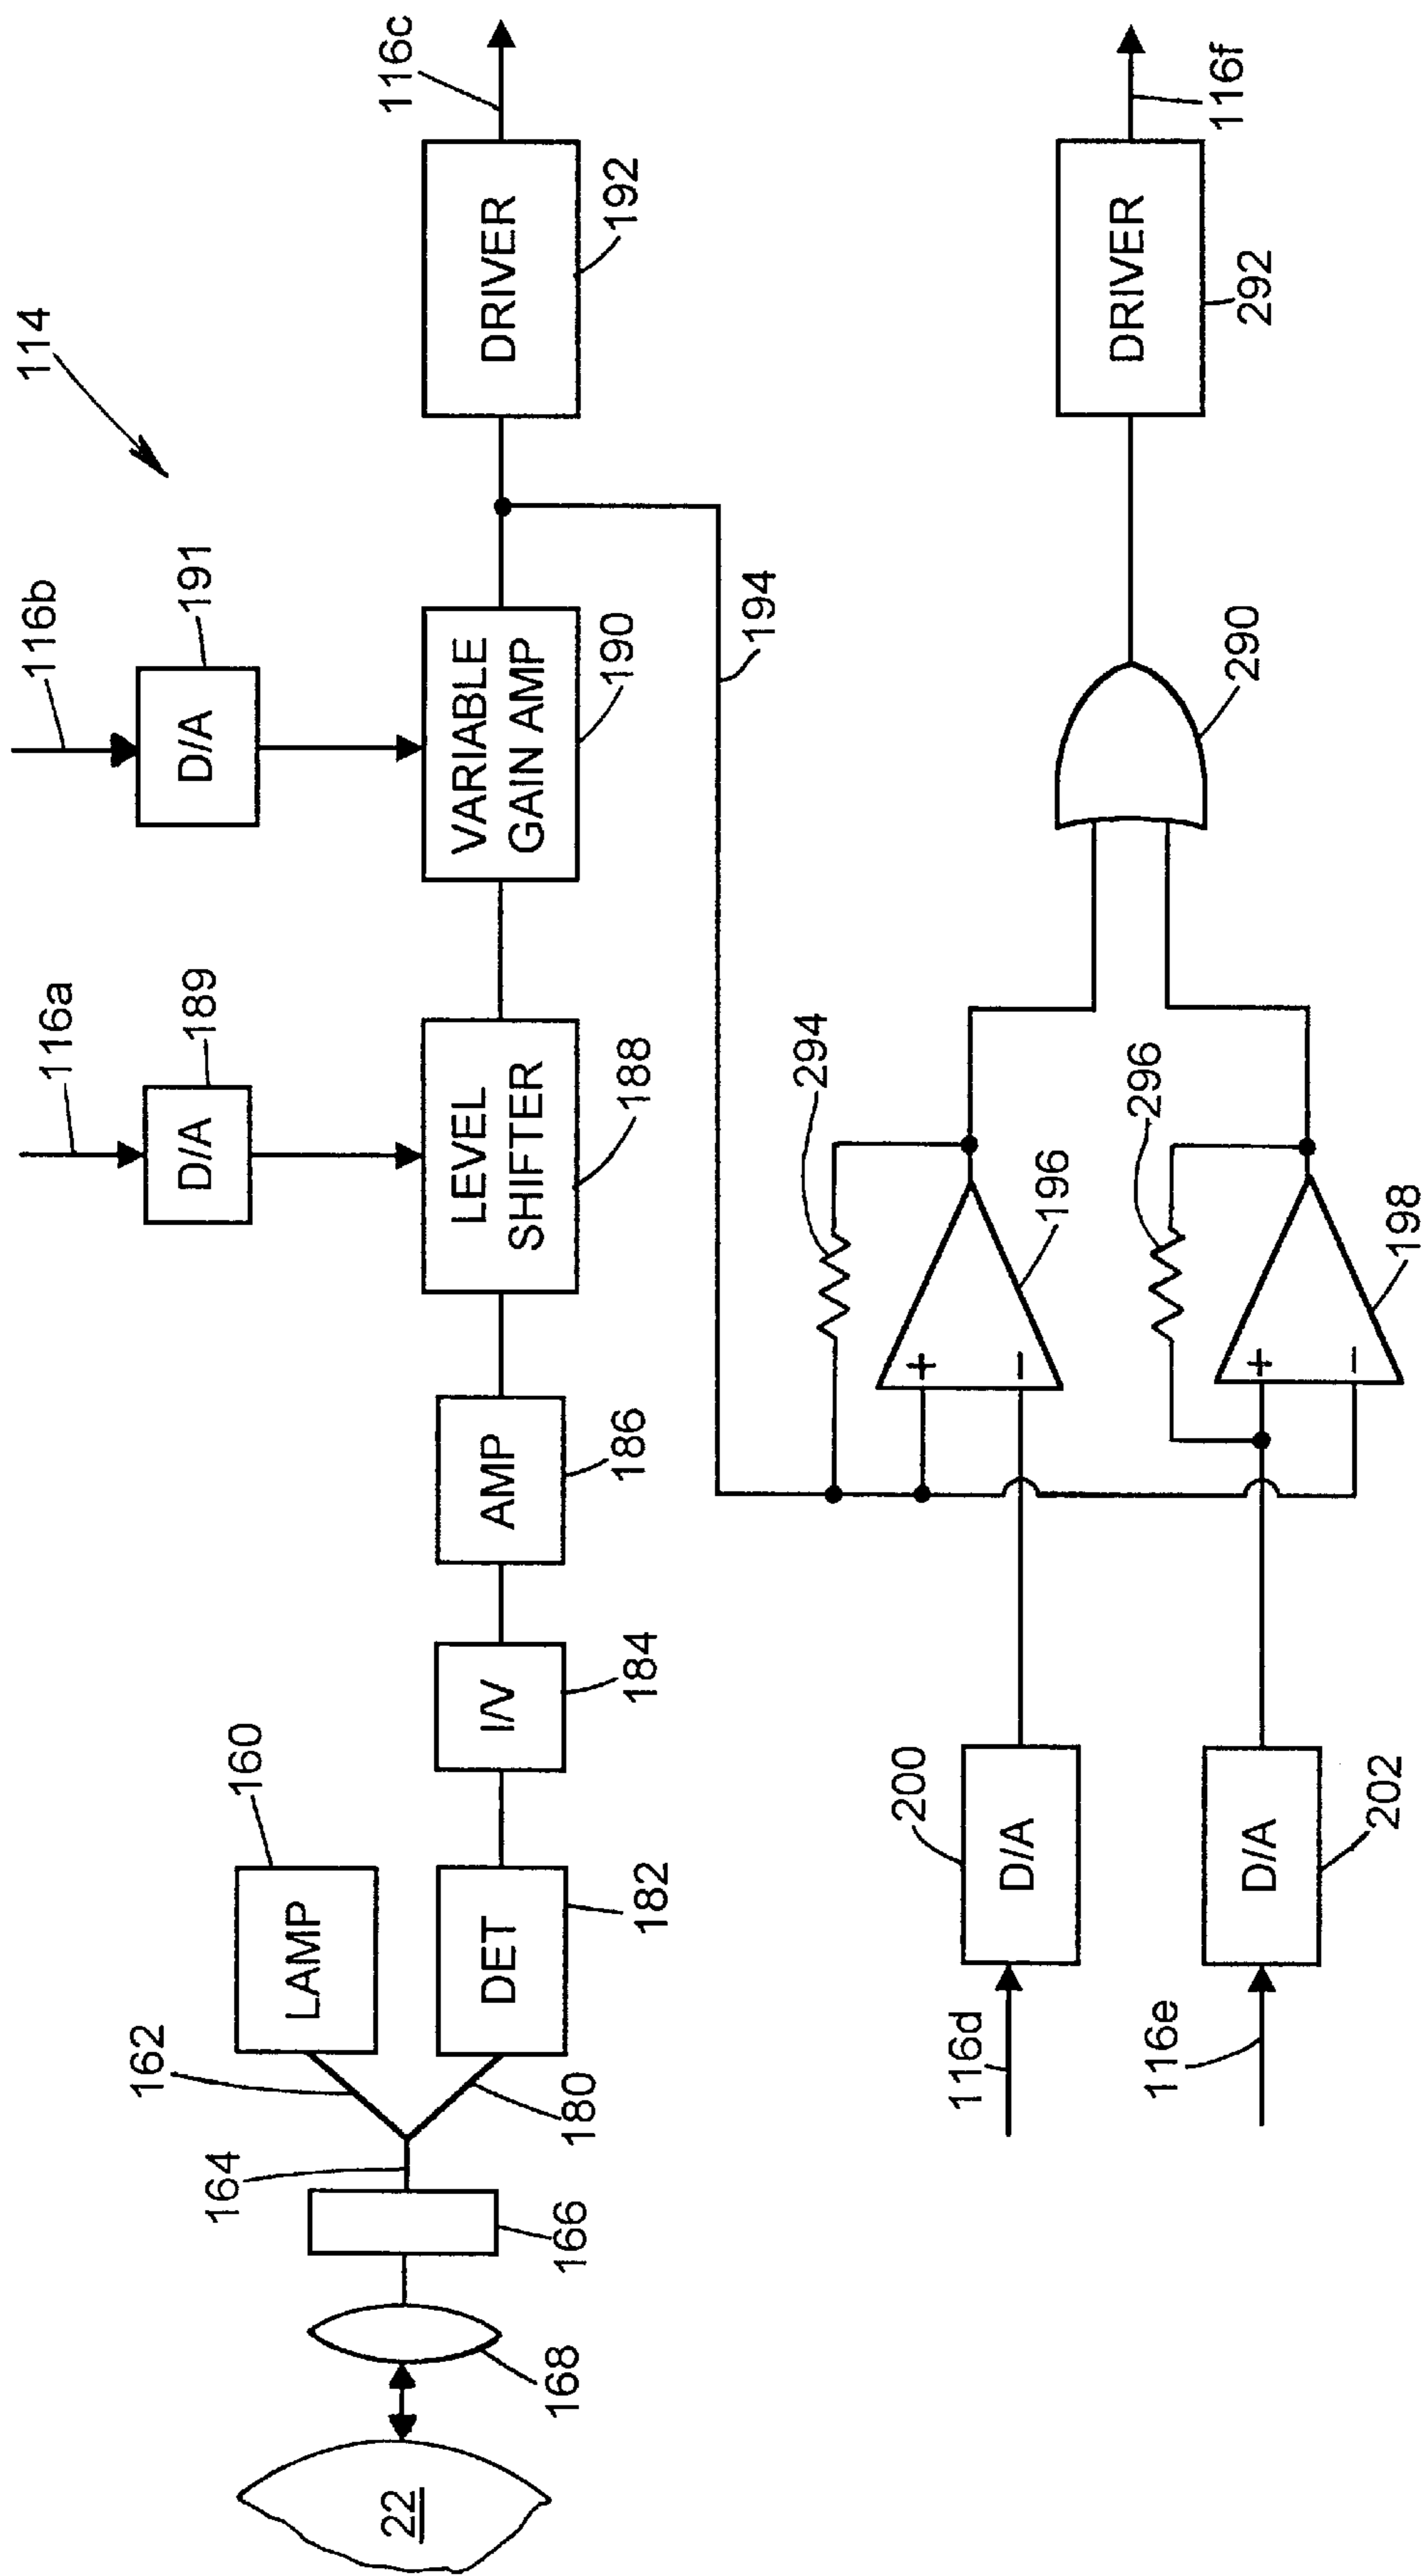 114
116a
116b
189
D/A
191
D/A
116c
160
LAMP
162
164
180
DET
182
I/V
184
AMP
186
LEVEL
SHIFTER
188
VARIABLE
GAIN AMP
190
DRIVER
192
22
168
166
194
294
+
−
196
296
+
−
198
116d
200
D/A
116e
D/A
202
290
DRIVER
292
116f